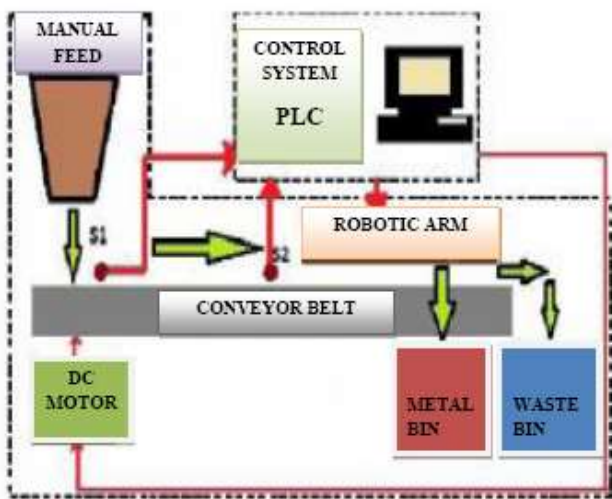 MANUAL
FEED
CONTROL
SYSTEM
PLC
S1
S2
ROBOTIC ARM
CONVEYOR BELT
DC
MOTOR
METAL
BIN
WASTE
BIN